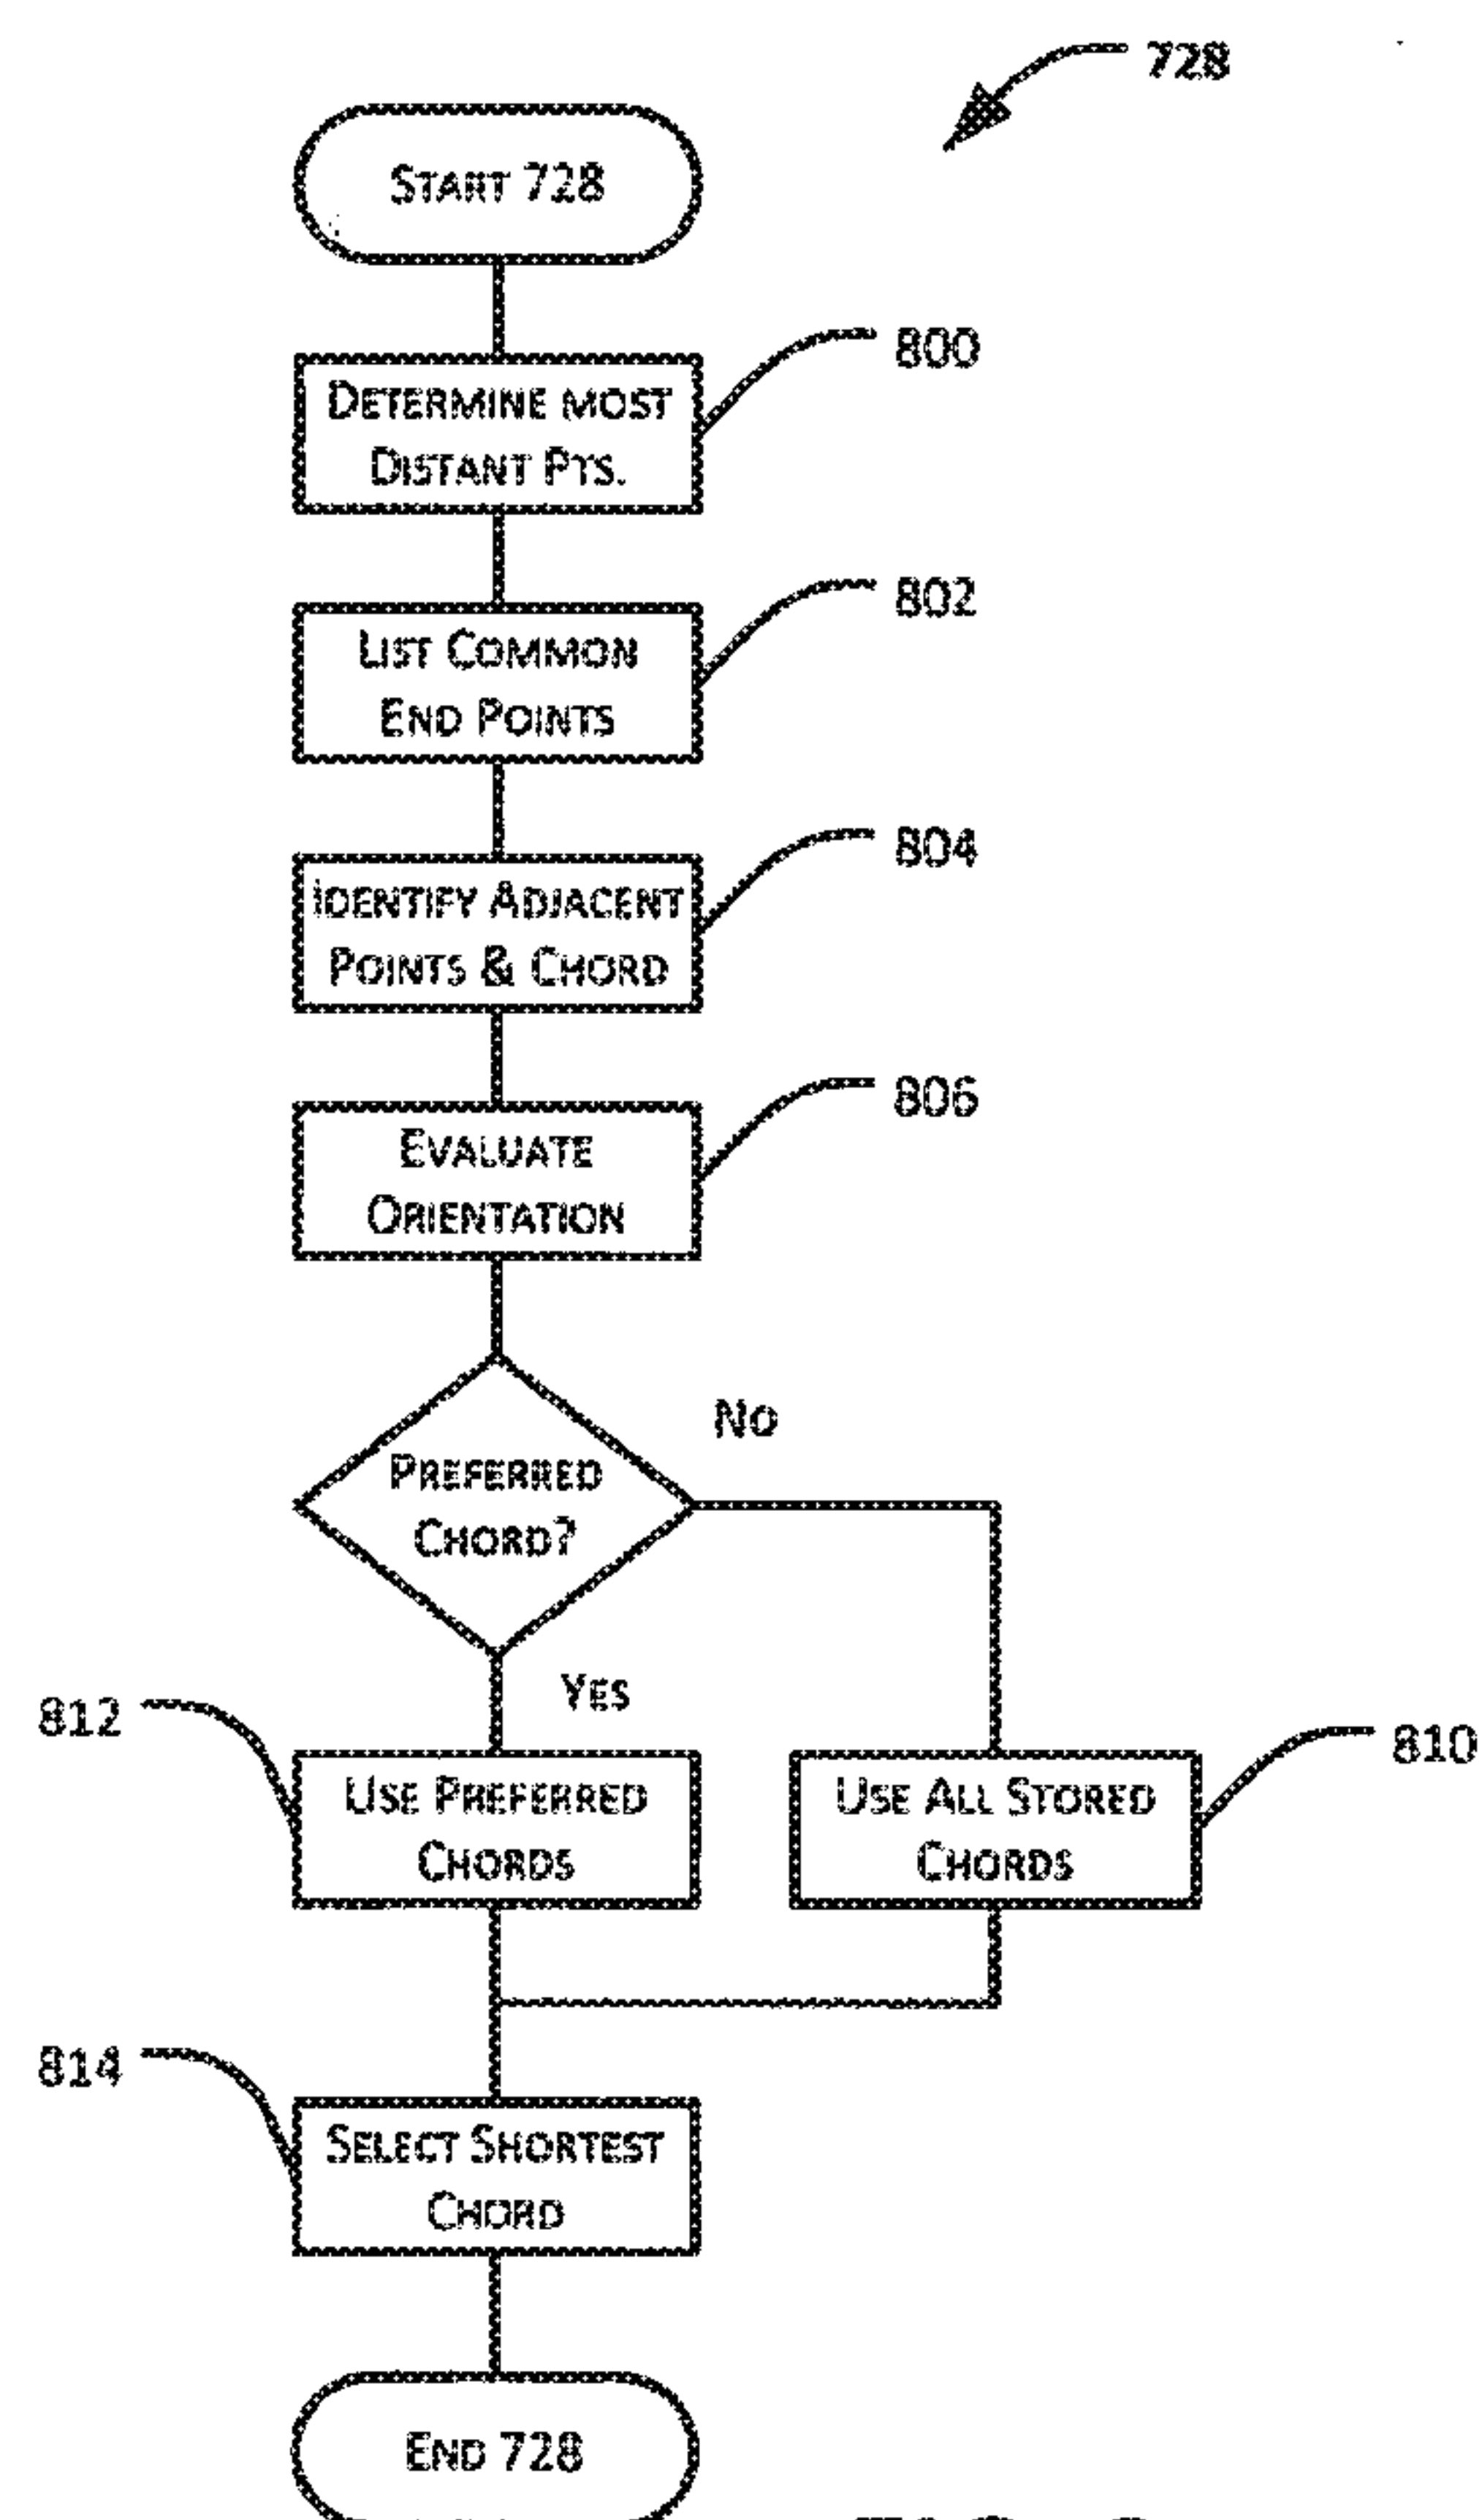 728
START 728
800
DETERMINE MOST
DISTANT PTS.
802
LIST COMMON
END POINTS
804
IDENTIFY ADJACENT
POINTS & CHORD
806
EVALUATE
ORIENTATION
NO
PREFERRED
CHORD?
YES
812
USE PREFERRED
CHORDS
810
USE ALL STORED
CHORDS
814
SELECT SHORTEST
CHORD
END 728